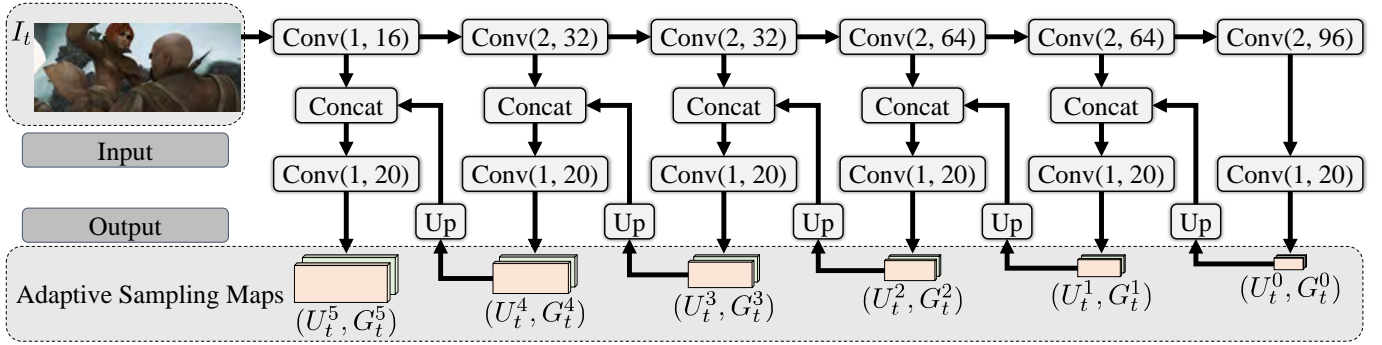 I_t
Conv(1, 16)
Conv(2, 32)
Conv(2, 32)
Conv(2, 64)
Conv(2, 64)
Conv(2, 96)
Concat
Concat
Concat
Concat
Concat
Input
Conv(1, 20)
Conv(1, 20)
Conv(1, 20)
Conv(1, 20)
Conv(1, 20)
Conv(1, 20)
Output
Up
Up
Up
Up
Up
Adaptive Sampling Maps
(U_t^5, G_t^5)
(U_t^4, G_t^4)
(U_t^3, G_t^3)
(U_t^2, G_t^2)
(U_t^1, G_t^1)
(U_t^0, G_t^0)